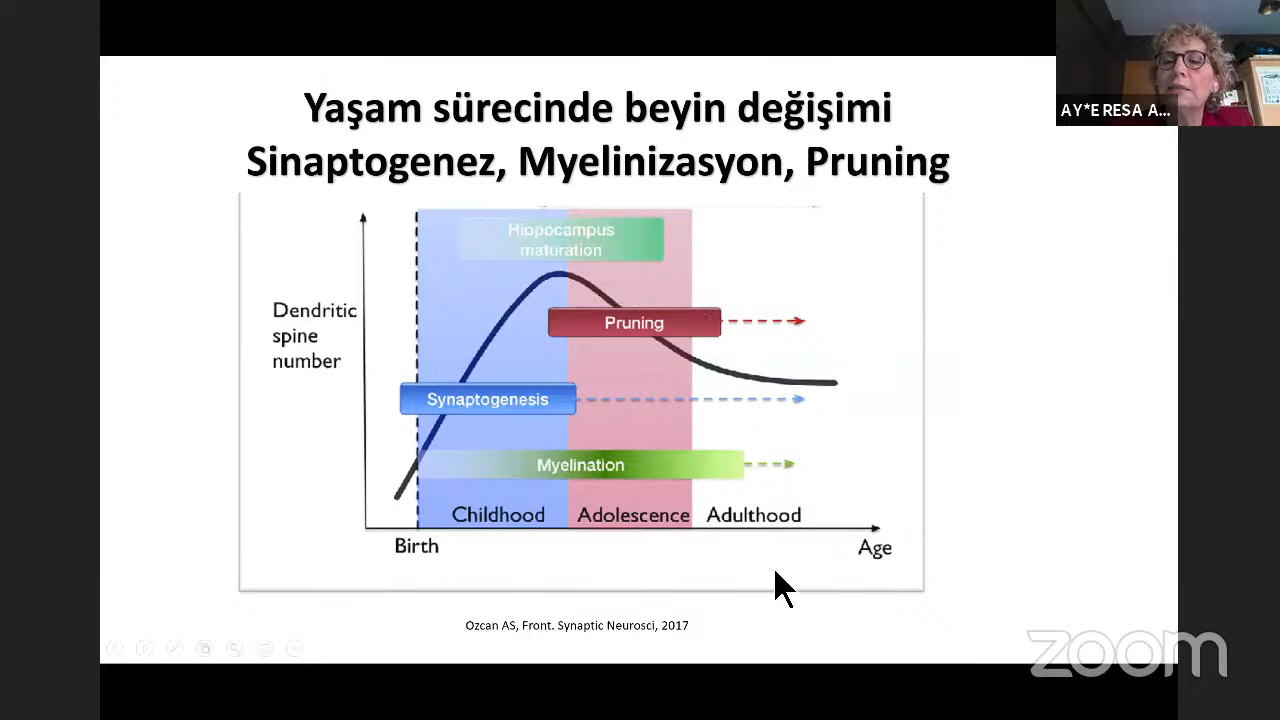 Yaşam sürecinde beyin değişimi
Sinaptogenez, Myelinizasyon, Pruning
AY*E RESA A...
Hippocampus
maturation
Dendritic
spine
number
Pruning
Synaptogenesis
Myelination
Childhood
Adolescence
Adulthood
Birth
Age
Ozcan AS, Front. Synaptic Neurosci, 2017
zoom